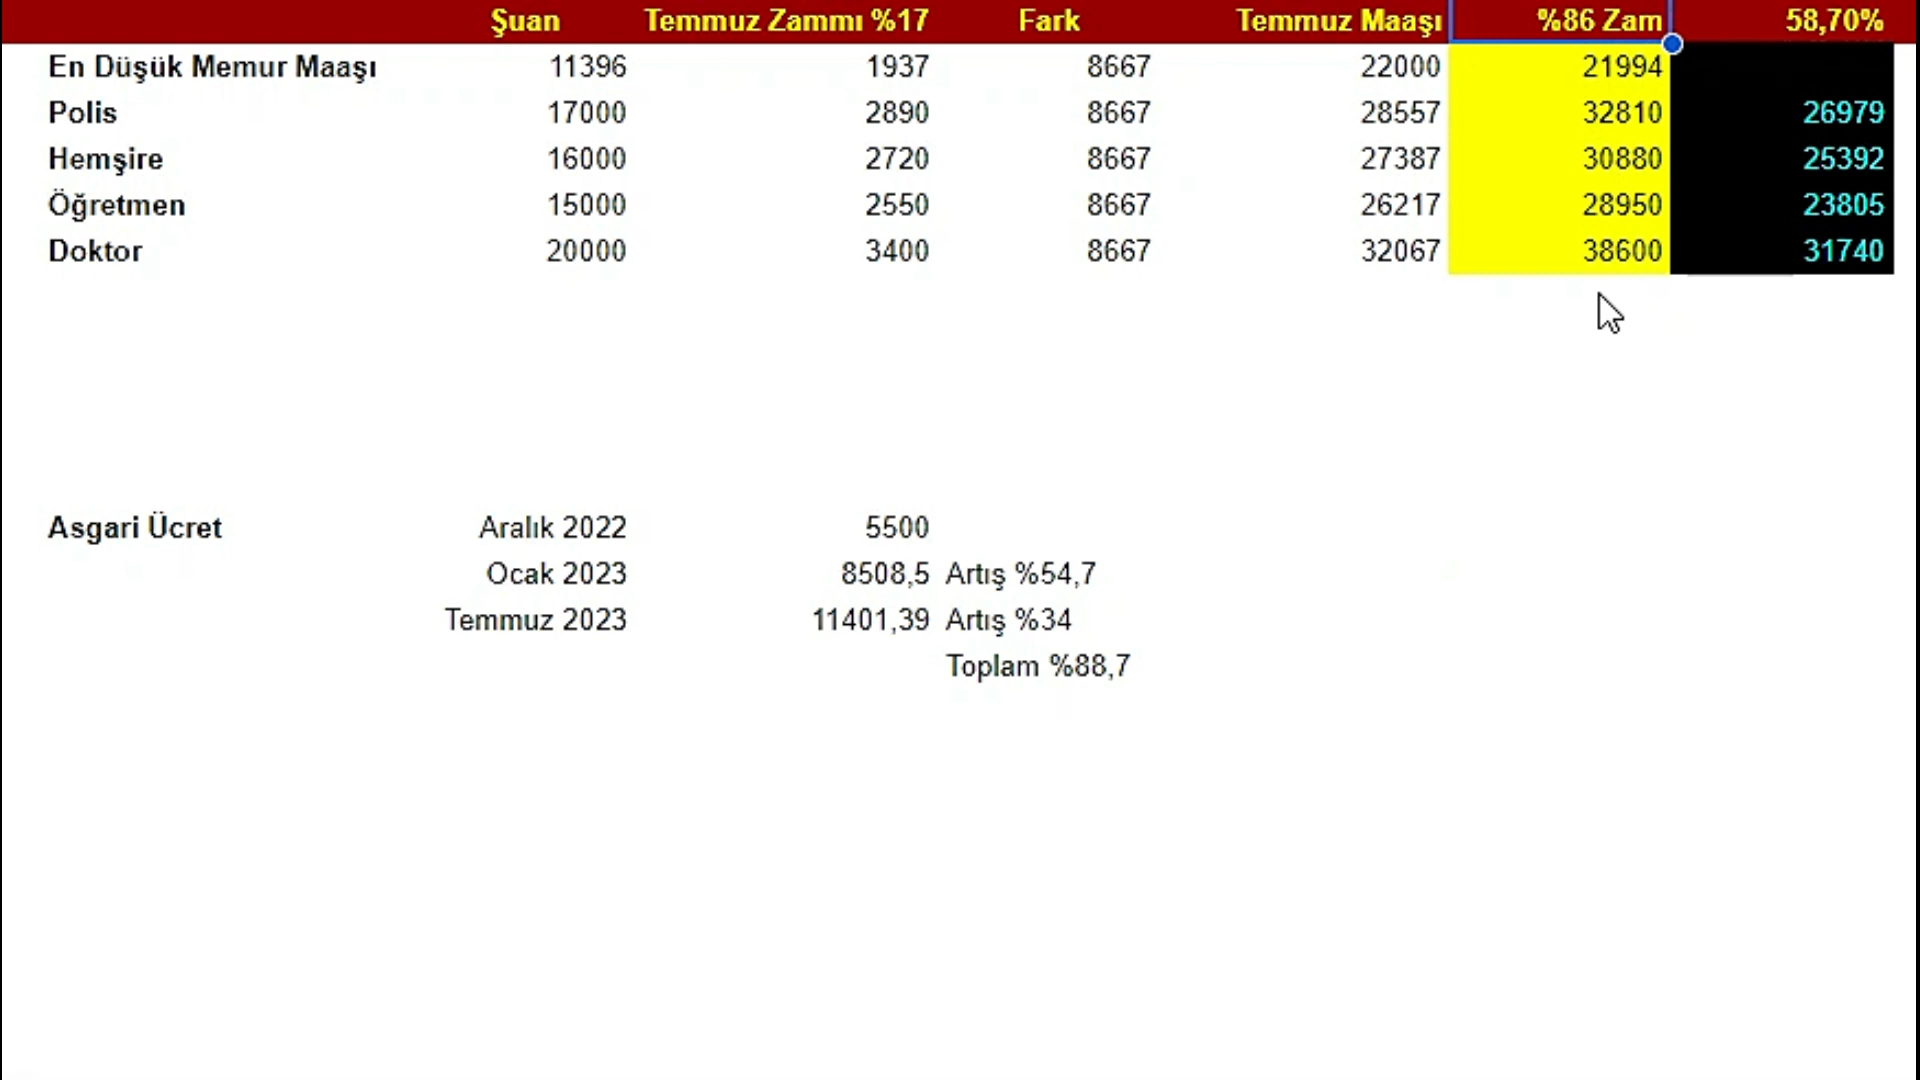 Şuan Temmuz Zammı %17 Fark Temmuz Maaşı %86 Zam 58,70%
En Düşük Memur Maaşı 11396 1937 8667 22000 21994
Polis 17000 2890 8667 28557 32810 26979
Hemşire 16000 2720 8667 27387 30880 25392
Öğretmen 15000 2550 8667 26217 28950 23805
Doktor 20000 3400 8667 32067 38600 31740
Asgari Ücret Aralık 2022 5500
Ocak 2023 8508,5 Artış %54,7
Temmuz 2023 11401,39 Artış %34
Toplam %88,7